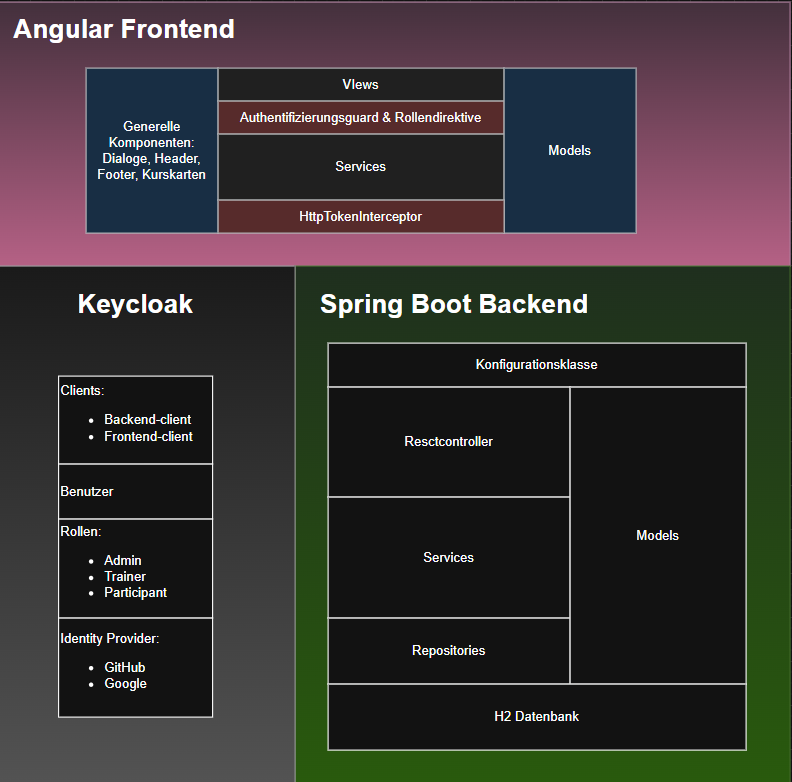 Angular Frontend
Generelle
Komponenten:
Dialoge, Header,
Footer, Kurskarten
VIews
Authentifizierungsguard & Rollendirektive
Services
HttpTokenInterceptor
Models
Keycloak
Clients:
• Backend-client
• Frontend-client
Benutzer
Rollen:
• Admin
• Trainer
• Participant
Identity Provider:
• GitHub
• Google
Spring Boot Backend
Konfigurationsklasse
Resctcontroller
Services
Repositories
Models
H2 Datenbank